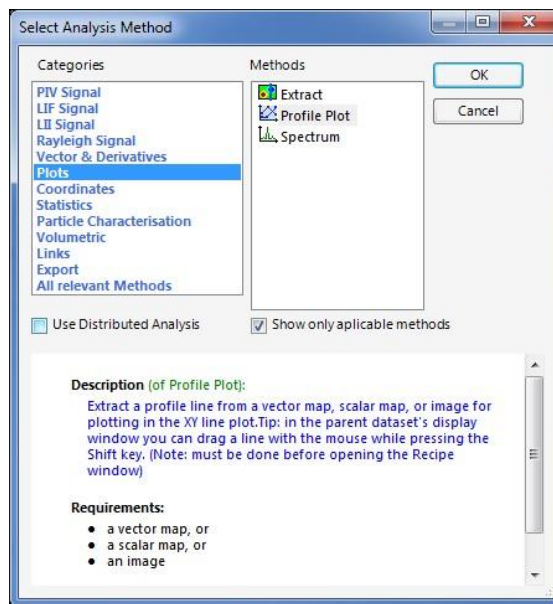 Select Analysis Method
Categories
PIV Signal
LIF Signal
LII Signal
Rayleigh Signal
Vector & Derivatives
Plots
Coordinates
Statistics
Particle Characterisation
Volumetric
Links
Export
All relevant Methods
Methods
Extract
Profile Plot
Spectrum
OK
Cancel
Use Distributed Analysis
Show only aplicable methods
Description (of Profile Plot):
Extract a profile line from a vector map, scalar map, or image for
plotting in the XY line plot.Tip: in the parent dataset's display
window you can drag a line with the mouse while pressing the
Shift key. (Note: must be done before opening the Recipe
window)
Requirements:
• a vector map, or
• a scalar map, or
• an image